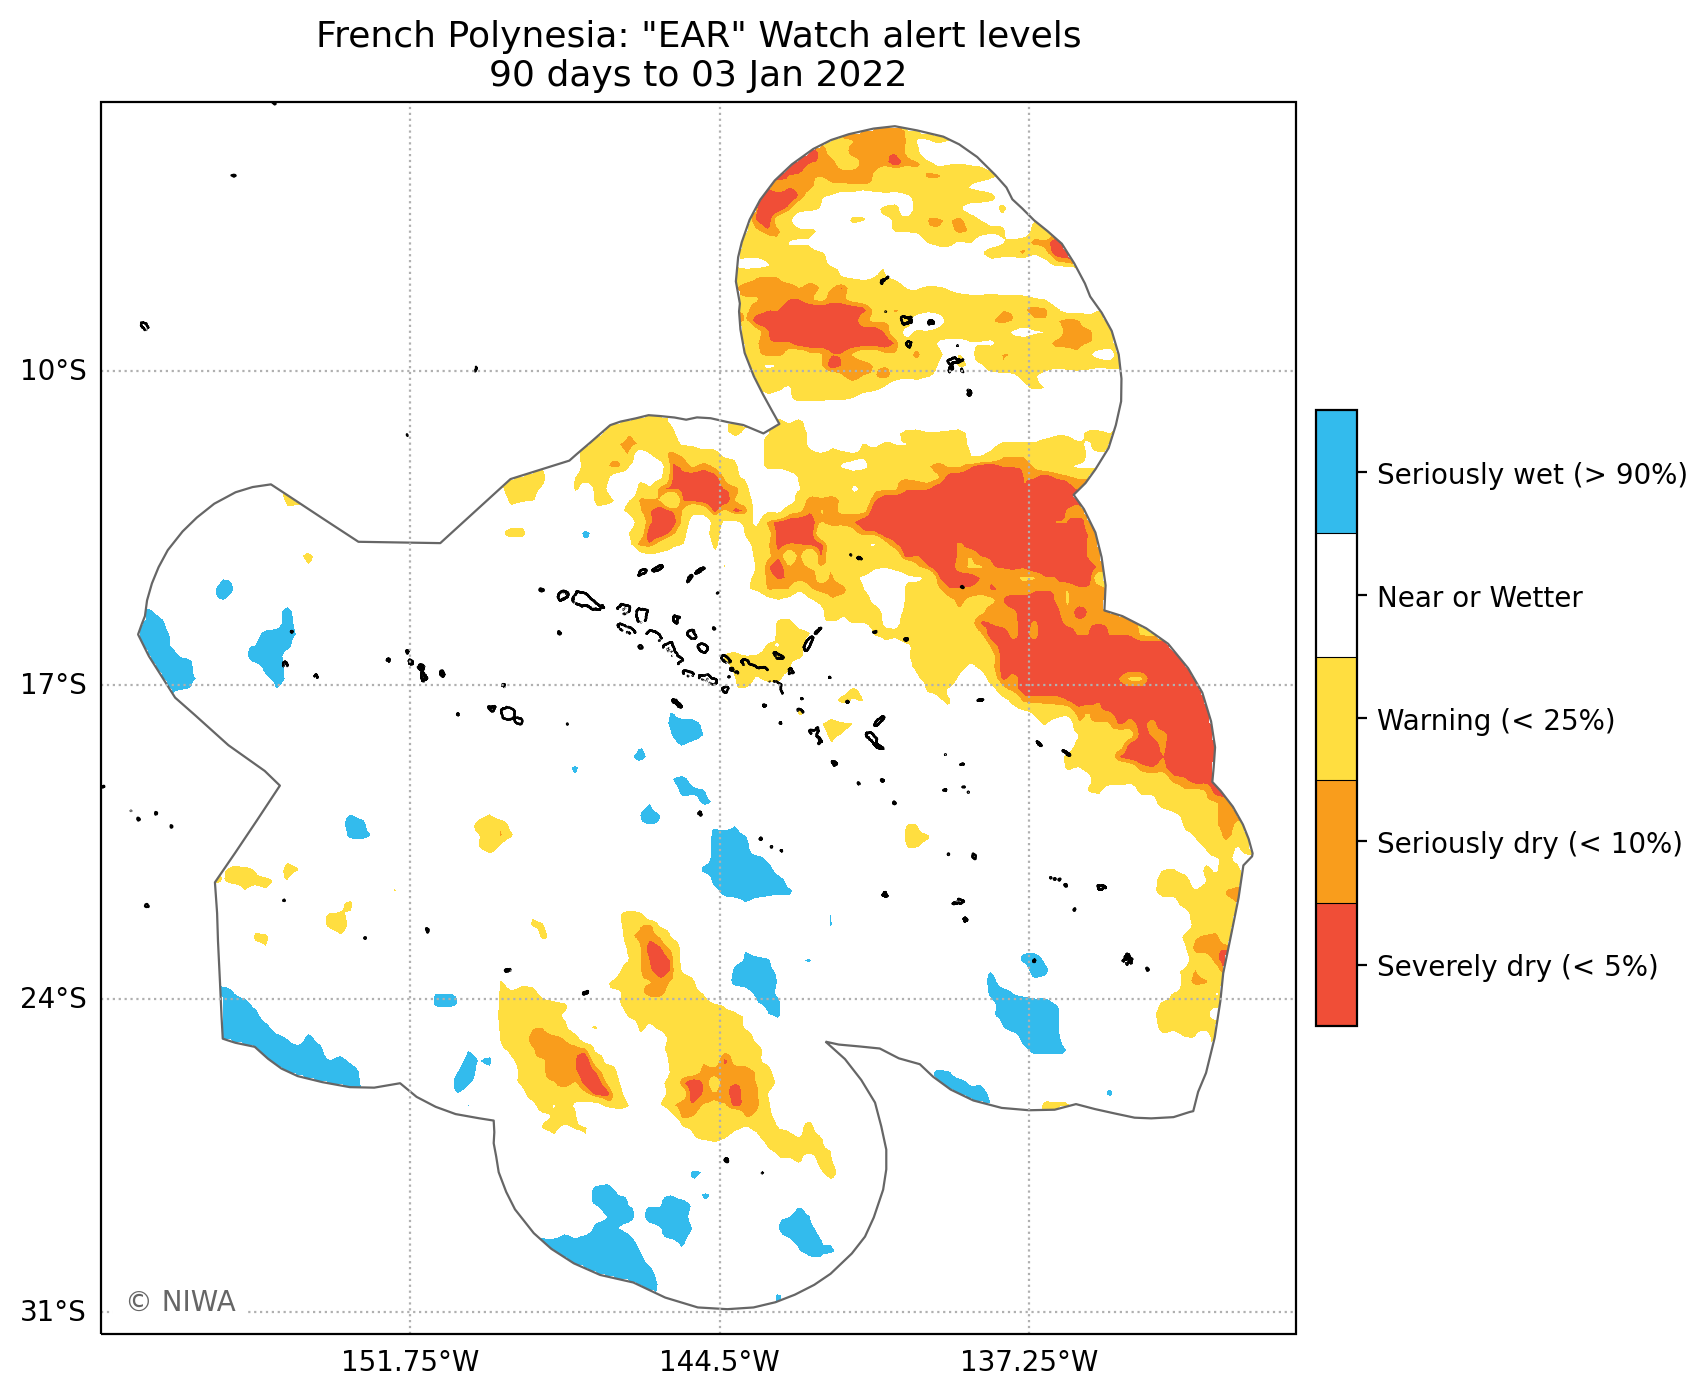 French Polynesia: "EAR" Watch alert levels
90 days to 03 Jan 2022
10°S
17°S
24°S
31°S
151.75°W
144.5°W
137.25°W
© NIWA
Seriously wet (> 90%)
Near or Wetter
Warning (< 25%)
Seriously dry (< 10%)
Severely dry (< 5%)